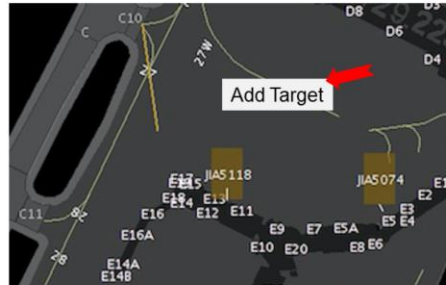 C10
D8
D6
D4
C
27W
Add Target
JIA5118
JIA5074
E17
E15
E18
E14
E13
E12
E11
E16
E16A
E14A
E14B
E9
E10
E20
E7
E5A
E8
E6
E5
E3
E4
E2
C11
28
28